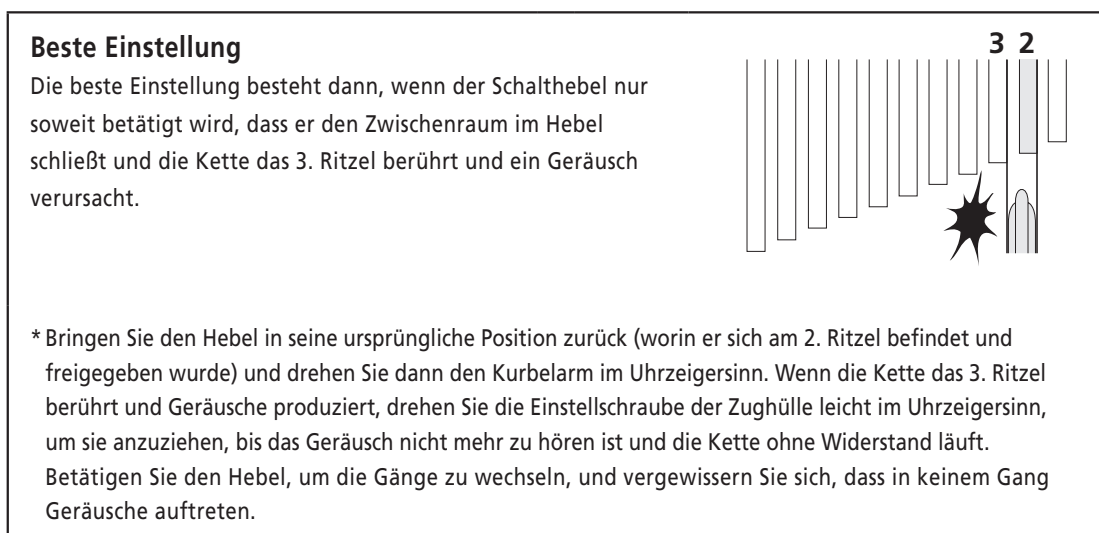 Beste Einstellung
Die beste Einstellung besteht dann, wenn der Schalthebel nur
soweit betätigt wird, dass er den Zwischenraum im Hebel
schließt und die Kette das 3. Ritzel berührt und ein Geräusch
verursacht.
3 2
* Bringen Sie den Hebel in seine ursprüngliche Position zurück (worin er sich am 2. Ritzel befindet und
freigegeben wurde) und drehen Sie dann den Kurbelarm im Uhrzeigersinn. Wenn die Kette das 3. Ritzel
berührt und Geräusche produziert, drehen Sie die Einstellschraube der Zughülle leicht im Uhrzeigersinn,
um sie anzuziehen, bis das Geräusch nicht mehr zu hören ist und die Kette ohne Widerstand läuft.
Betätigen Sie den Hebel, um die Gänge zu wechseln, und vergewissern Sie sich, dass in keinem Gang
Geräusche auftreten.